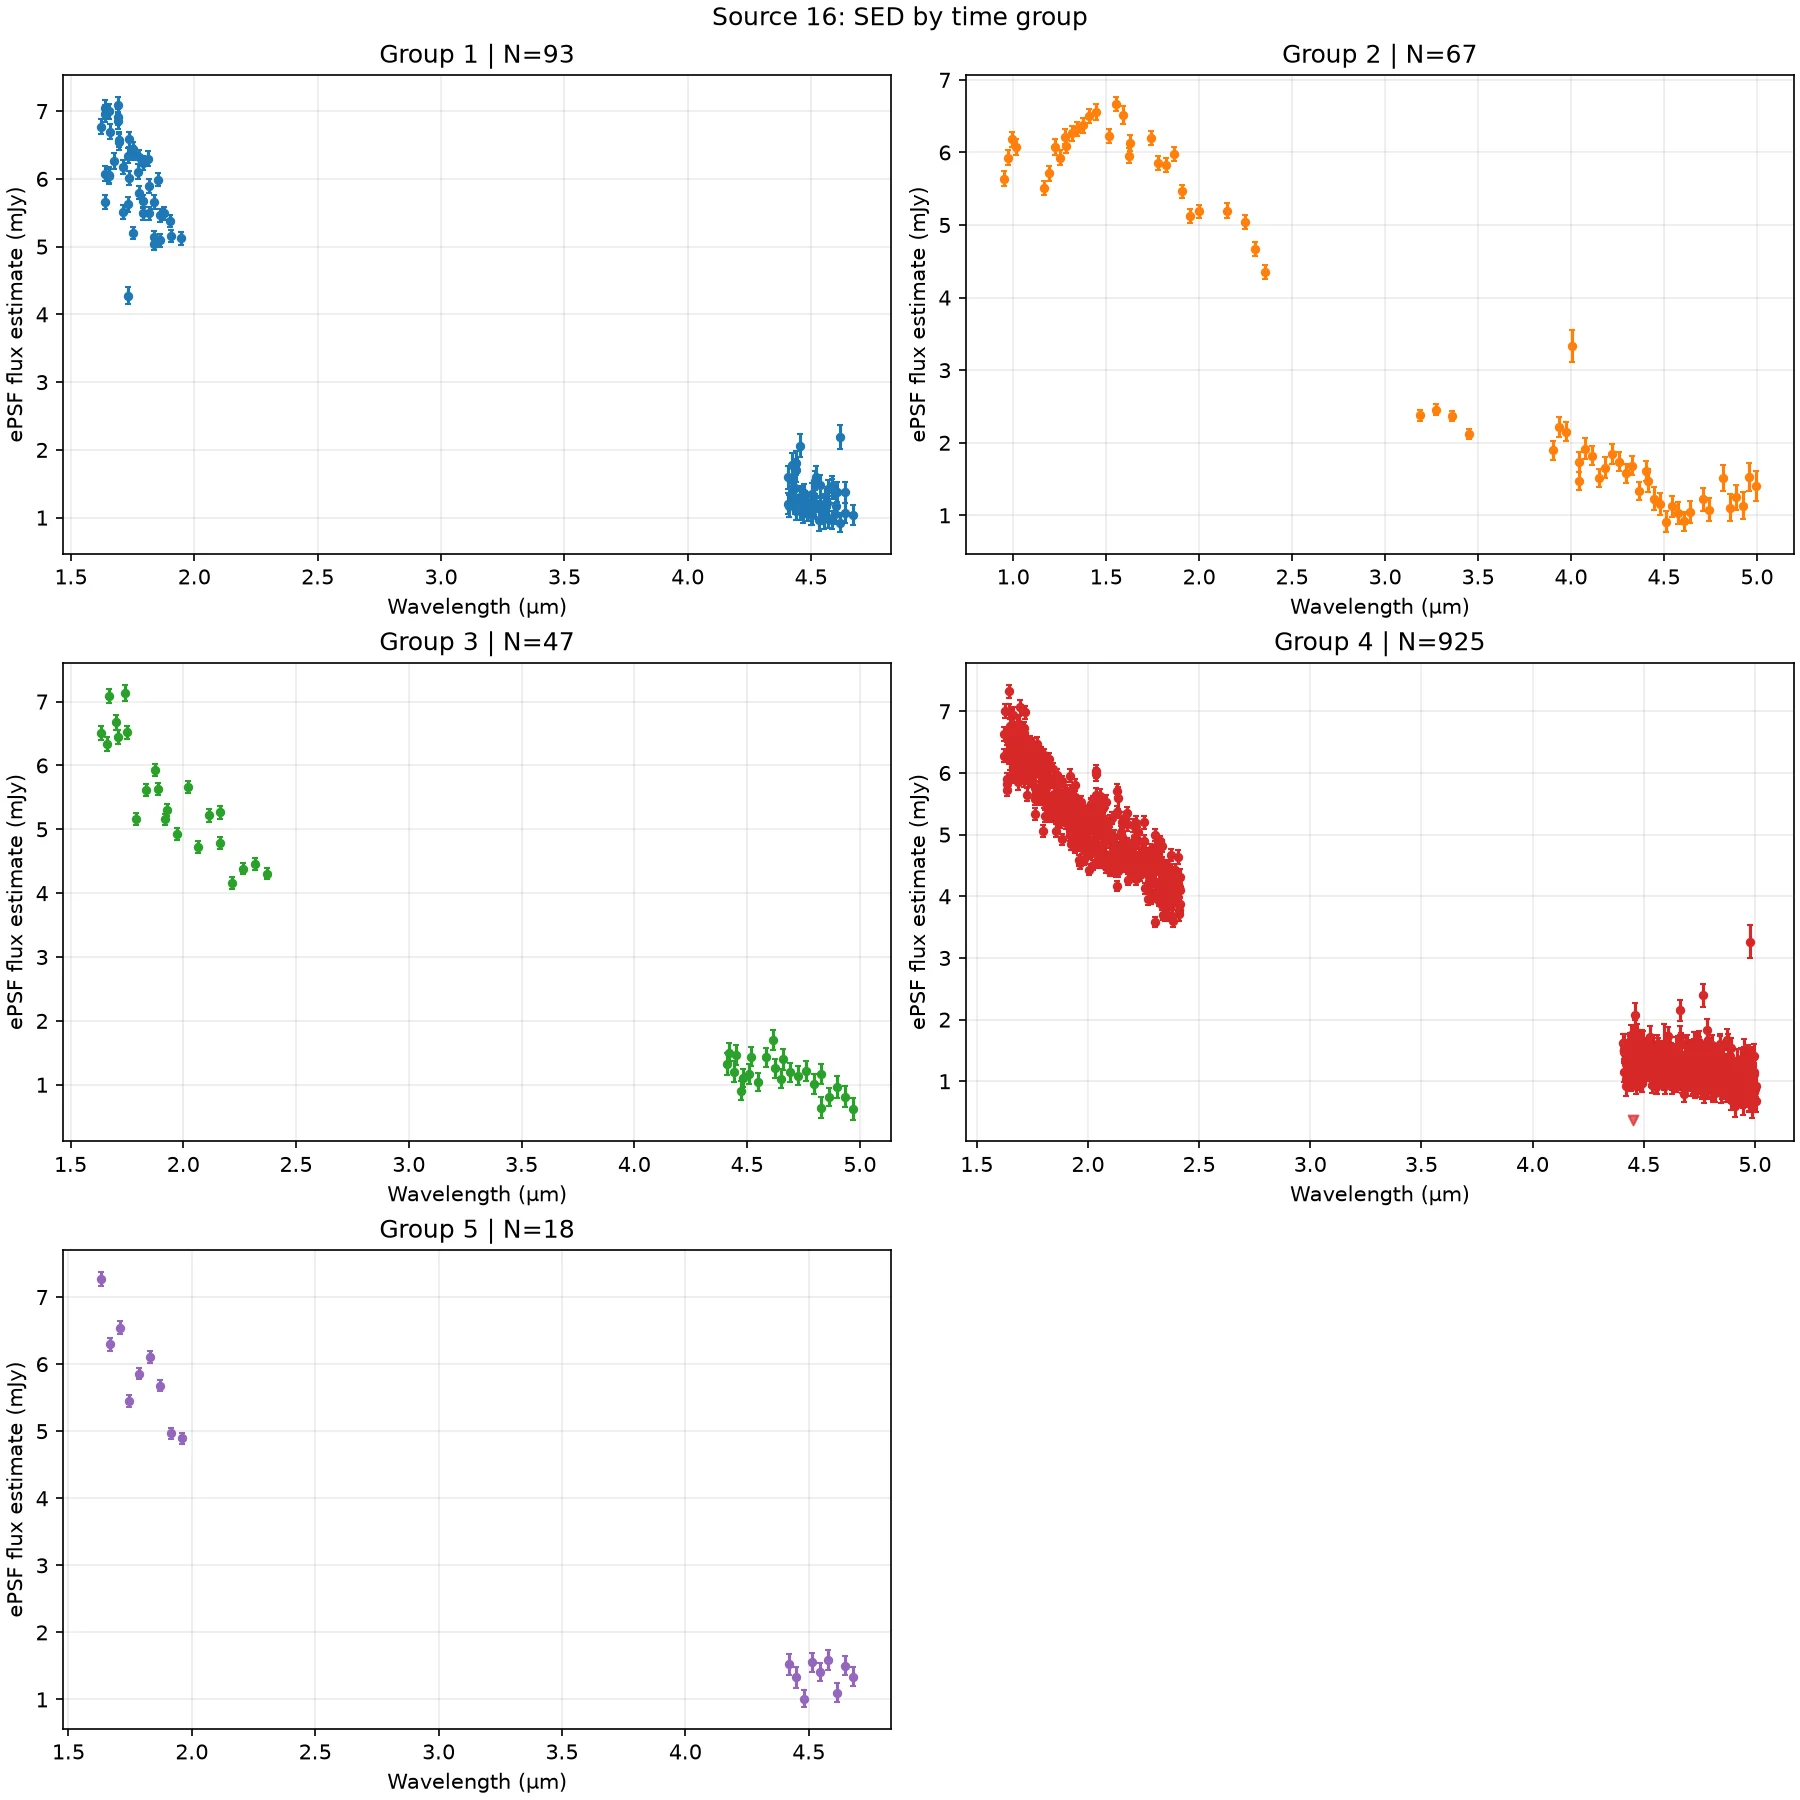 Source 16: SED by time group
Group 1 | N=93
Group 2 | N=67
ePSF flux estimate (mJy)
7
6
5
4
3
2
1
1.5 2.0 2.5 3.0 3.5 4.0 4.5
Wavelength (μm)
ePSF flux estimate (mJy)
7
6
5
4
3
2
1
1.0 1.5 2.0 2.5 3.0 3.5 4.0 4.5 5.0
Wavelength (μm)
Group 3 | N=47
Group 4 | N=925
ePSF flux estimate (mJy)
7
6
5
4
3
2
1
1.5 2.0 2.5 3.0 3.5 4.0 4.5 5.0
Wavelength (μm)
ePSF flux estimate (mJy)
7
6
5
4
3
2
1
1.5 2.0 2.5 3.0 3.5 4.0 4.5 5.0
Wavelength (μm)
Group 5 | N=18
ePSF flux estimate (mJy)
7
6
5
4
3
2
1
1.5 2.0 2.5 3.0 3.5 4.0 4.5
Wavelength (μm)